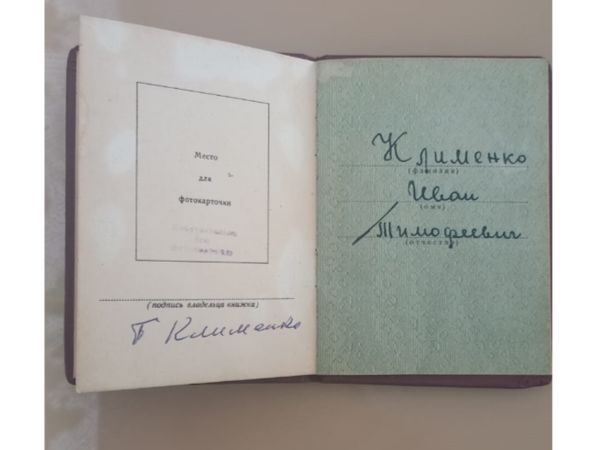 Место
для
фотокарточки
(подпись владельца книжки)
Клименко
Клименко
(фамилия)
Иван
(имя)
Тимофеевич
(отчество)